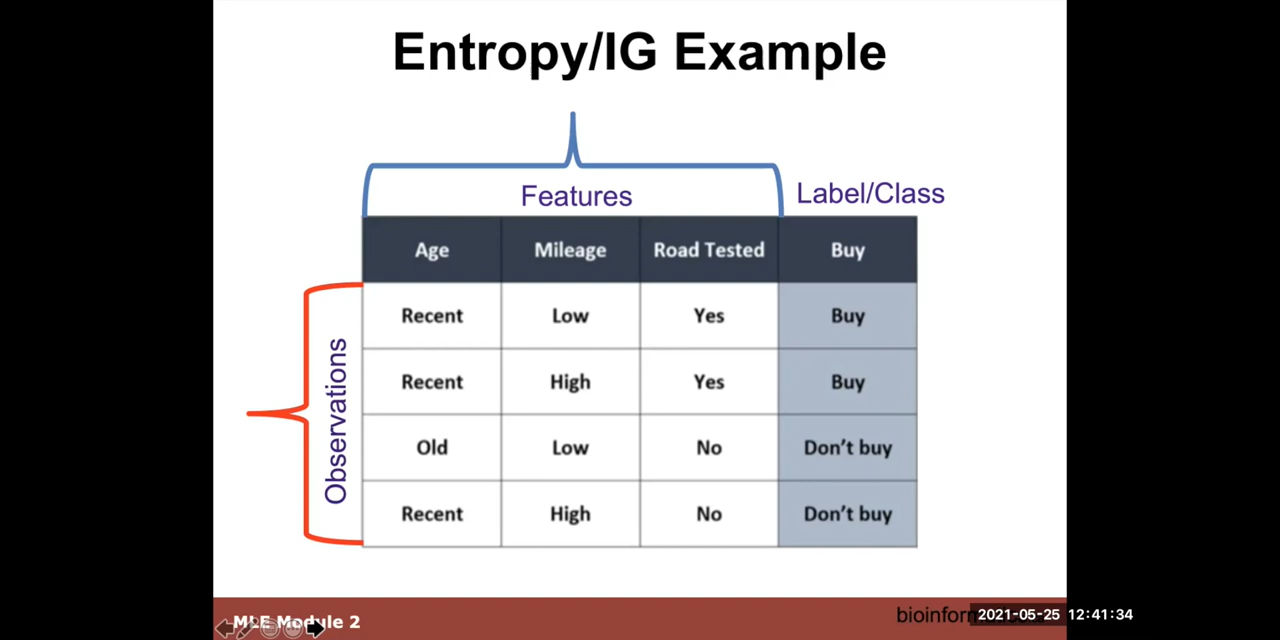 Entropy/IG Example
Features
Label/Class
Age Mileage Road Tested Buy
Recent Low Yes Buy
Recent High Yes Buy
Old Low No Don't buy
Recent High No Don't buy
Observations
MLE Module 2
2021-05-25 12:41:34